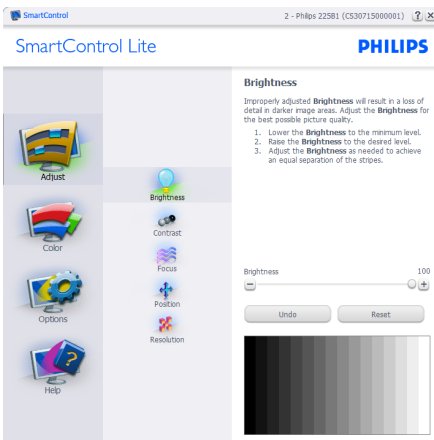 SmartControl
2 - Philips 225B1 (CS30715000001)
?
X
SmartControl Lite
PHILIPS
Adjust
Color
Options
Help
Brightness
Contrast
Focus
Position
Resolution
Brightness
Improperly adjusted Brightness will result in a loss of
detail in darker image areas. Adjust the Brightness for
the best possible picture quality.
1. Lower the Brightness to the minimum level.
2. Raise the Brightness to the desired level.
3. Adjust the Brightness as needed to achieve
an equal separation of the stripes.
Brightness 100
Undo
Reset